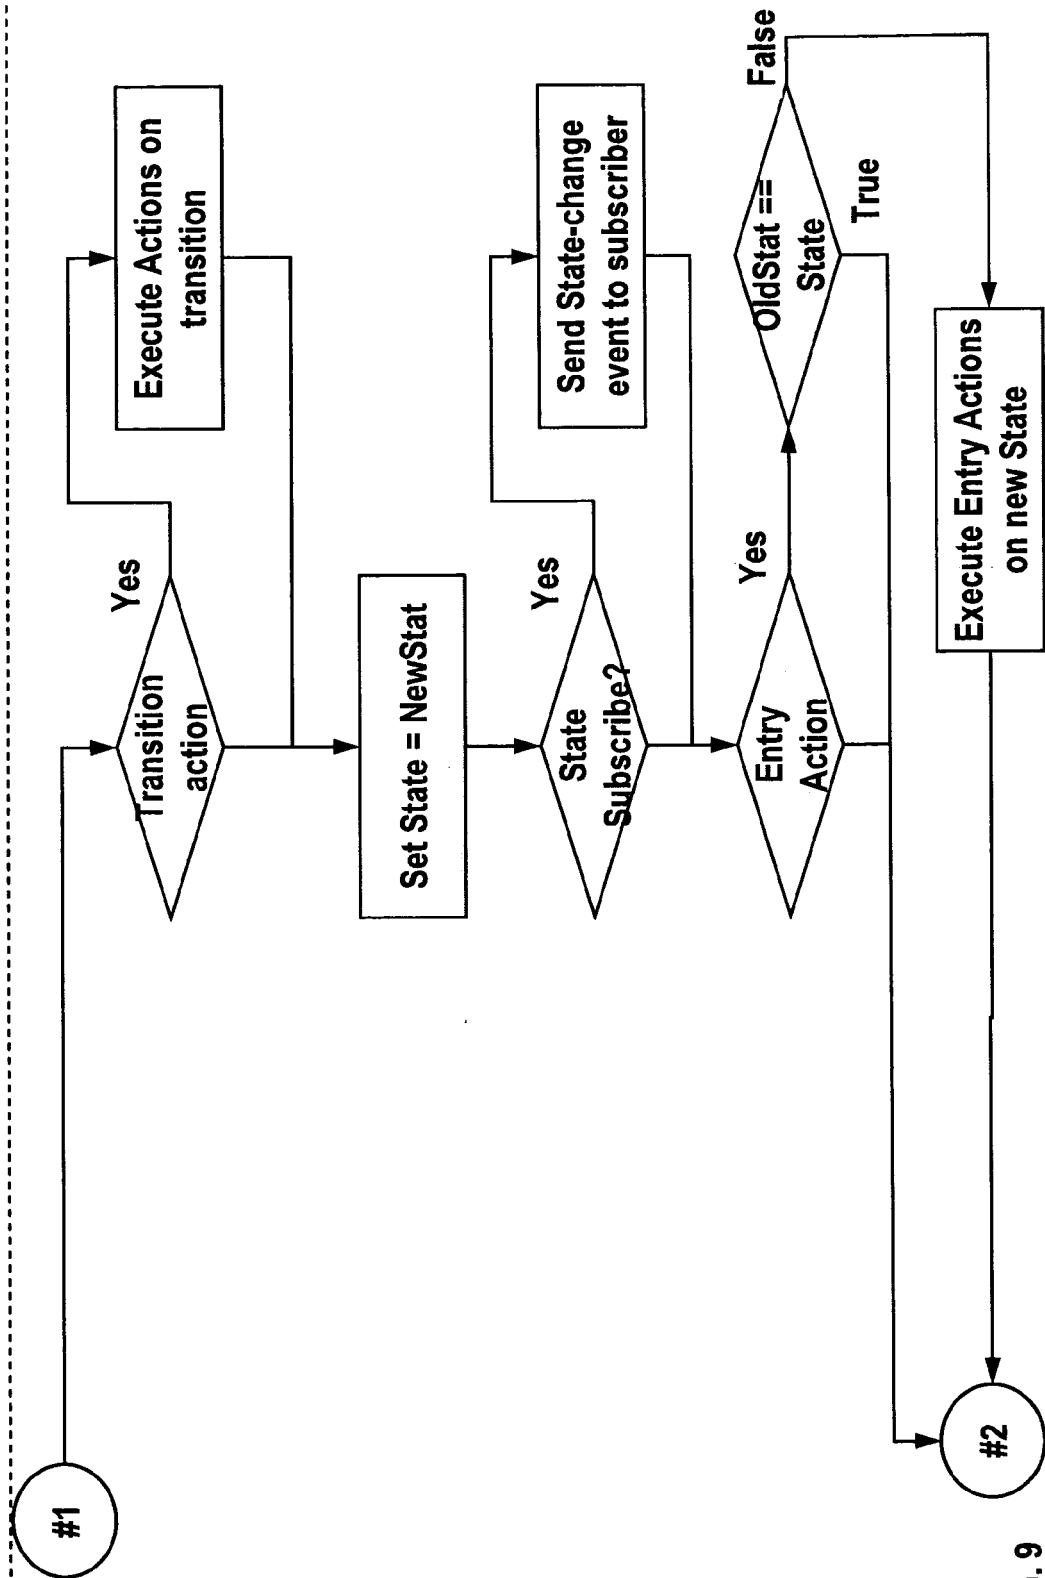 #1
Transition
action
Yes
Execute Actions on
transition
Set State = NewStat
State
Subscribe?
Yes
Send State-change
event to subscriber
Entry
Action
Yes
OldStat ==
State
False
True
Execute Entry Actions
on new State
#2
. 9